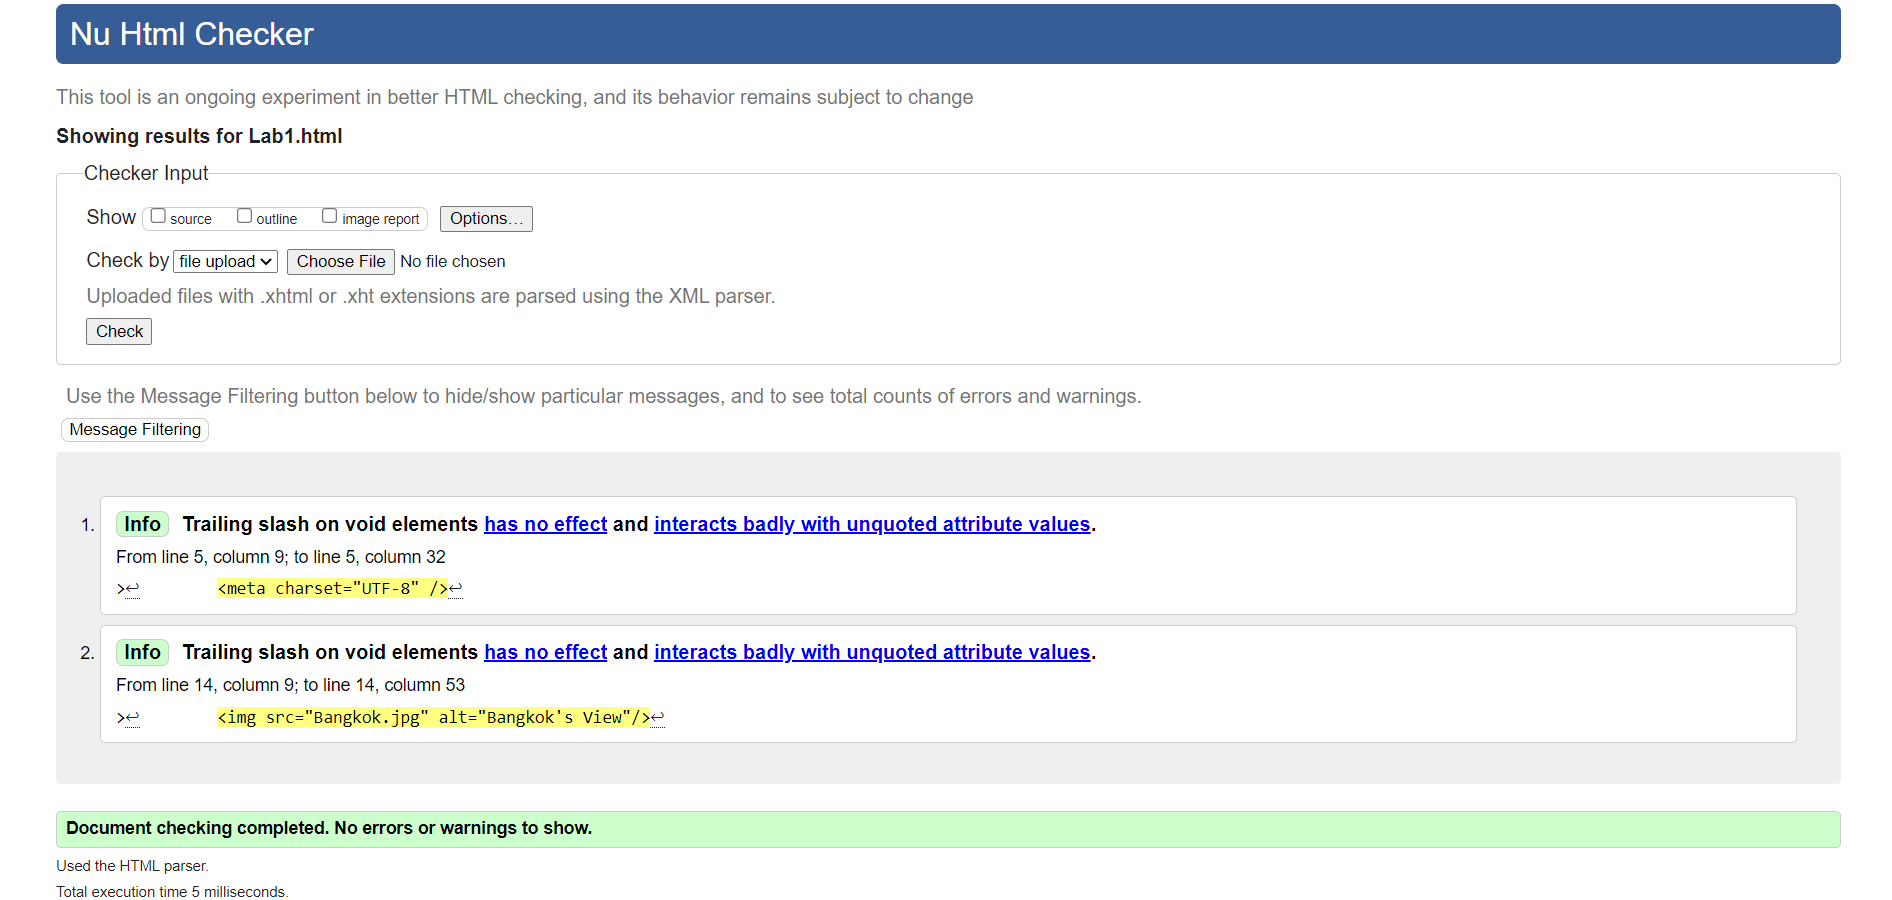 Nu Html Checker
This tool is an ongoing experiment in better HTML checking, and its behavior remains subject to change
Showing results for Lab1.html
Checker Input
Show source outline image report Options...
Check by file upload Choose File No file chosen
Uploaded files with .xhtml or .xht extensions are parsed using the XML parser.
Check
Use the Message Filtering button below to hide/show particular messages, and to see total counts of errors and warnings.
Message Filtering
1. Info Trailing slash on void elements has no effect and interacts badly with unquoted attribute values.
From line 5, column 9; to line 5, column 32
>↩ <meta charset="UTF-8" />↩
2. Info Trailing slash on void elements has no effect and interacts badly with unquoted attribute values.
From line 14, column 9; to line 14, column 53
>↩ <img src="Bangkok.jpg" alt="Bangkok's View"/>↩
Document checking completed. No errors or warnings to show.
Used the HTML parser.
Total execution time 5 milliseconds.